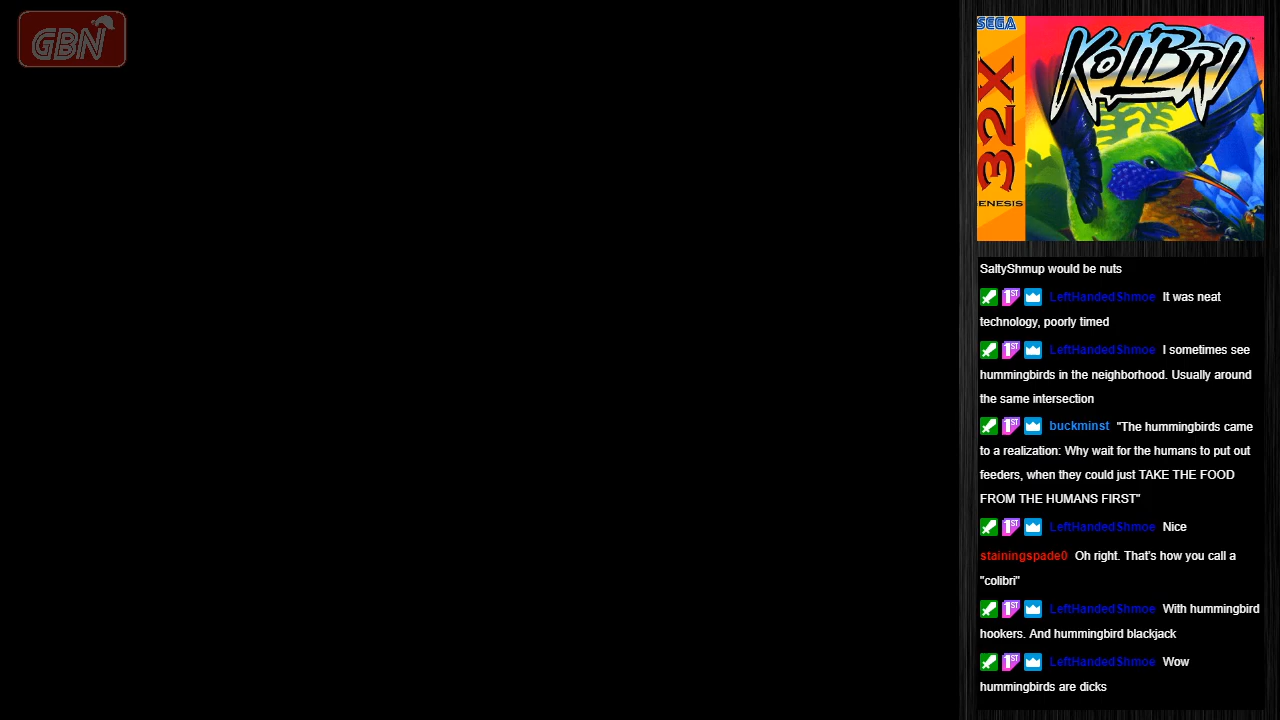 GBN
SEGA
KOLIBRI
32X
GENESIS
SaltyShmup would be nuts
LeftHandedShmoe It was neat
technology, poorly timed
LeftHandedShmoe I sometimes see
hummingbirds in the neighborhood. Usually around
the same intersection
buckminst "The hummingbirds came
to a realization: Why wait for the humans to put out
feeders, when they could just TAKE THE FOOD
FROM THE HUMANS FIRST"
LeftHandedShmoe Nice
stainingspade0 Oh right. That's how you call a
"colibri"
LeftHandedShmoe With hummingbird
hookers. And hummingbird blackjack
LeftHandedShmoe Wow
hummingbirds are dicks